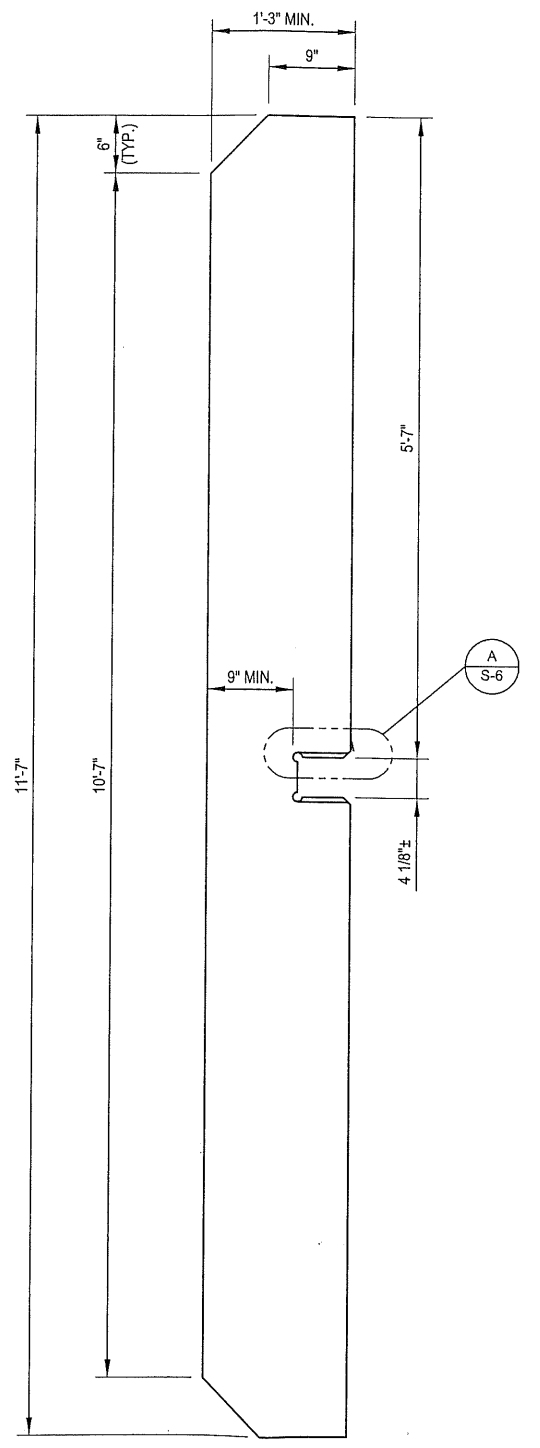 1'-3" MIN.
9"
6"
(TYP.)
5'-7"
11'-7"
10'-7"
9" MIN.
A
S-6
4 1/8"±